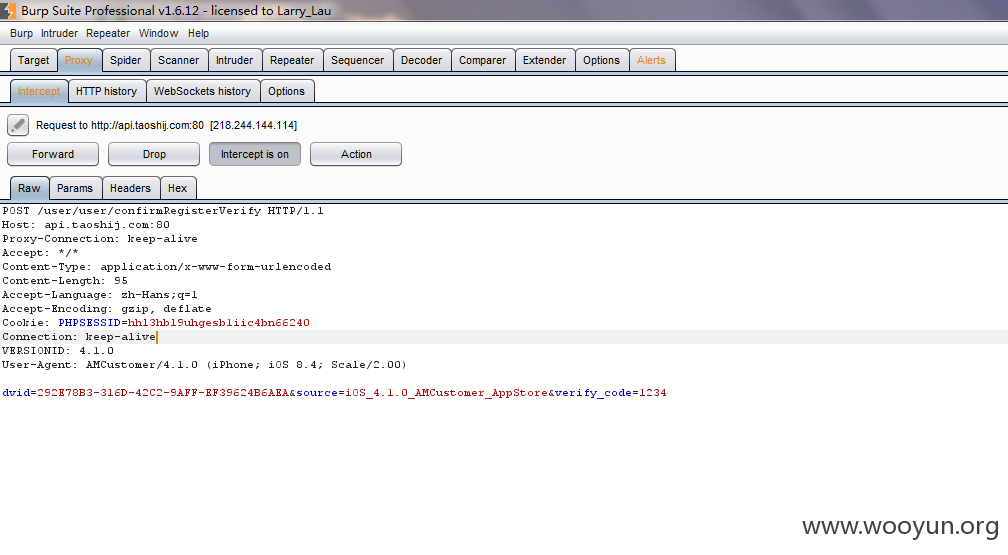 Burp Suite Professional v1.6.12 - licensed to Larry_Lau
Burp Intruder Repeater Window Help
Target Proxy Spider Scanner Intruder Repeater Sequencer Decoder Comparer Extender Options Alerts
Intercept HTTP history WebSockets history Options
Request to http://api.taoshij.com:80 [218.244.144.114]
Forward Drop Intercept is on Action
Raw Params Headers Hex
POST /user/user/confirmRegisterVerify HTTP/1.1
Host: api.taoshij.com:80
Proxy-Connection: keep-alive
Accept: */*
Content-Type: application/x-www-form-urlencoded
Content-Length: 95
Accept-Language: zh-Hans;q=1
Accept-Encoding: gzip, deflate
Cookie: PHPSESSID=hhl3hbl9uhgesbliic4bn66240
Connection: keep-alive
VERSIONID: 4.1.0
User-Agent: AMCustomer/4.1.0 (iPhone; iOS 8.4; Scale/2.00)
dvid=292E78B3-316D-42C2-9AFF-EF39624B6AEA&source=iOS_4.1.0_AMCustomer_AppStore&verify_code=1234
www.wooyun.org